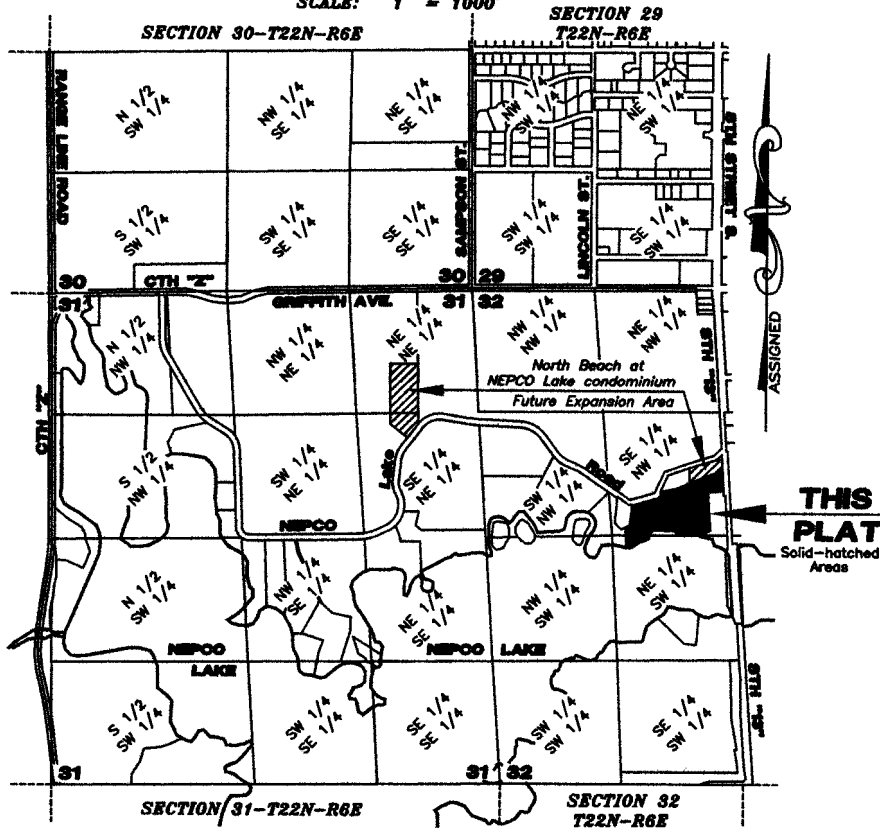 SCALE: 1" = 1000'
SECTION 30-T22N-R6E
SECTION 29
T22N-R6E
RANGE LINE ROAD
N 1/2
SW 1/4
NW 1/4
SE 1/4
NE 1/4
SE 1/4
SAMPSON ST.
NW 1/4
SW 1/4
NE 1/4
SW 1/4
8TH STREET S.
S 1/2
SW 1/4
SW 1/4
SE 1/4
SE 1/4
SE 1/4
SW 1/4
SW 1/4
LINCOLN ST.
SE 1/4
SW 1/4
30
CTH "Z"
30
29
31
GRIFFITH AVE.
31
32
ASSIGNED
N 1/2
NW 1/4
NW 1/4
NE 1/4
NE 1/4
NE 1/4
NW 1/4
NW 1/4
NE 1/4
NW 1/4
STH "13"
North Beach at
NEPCO Lake condominium
Future Expansion Area
CTH "Z"
S 1/2
NW 1/4
SW 1/4
NE 1/4
Lake
SE 1/4
NE 1/4
SW 1/4
NW 1/4
Road
SE 1/4
NW 1/4
NEPCO
THIS
PLAT
Solid-hatched
Areas
N 1/2
SW 1/4
NW 1/4
SE 1/4
NE 1/4
SE 1/4
NW 1/4
SW 1/4
NE 1/4
SW 1/4
NEPCO
LAKE
NEPCO LAKE
S 1/2
SW 1/4
SW 1/4
SE 1/4
SE 1/4
SE 1/4
SW 1/4
SW 1/4
SE 1/4
SW 1/4
STH "13"
31
31
32
SECTION 31-T22N-R6E
SECTION 32
T22N-R6E